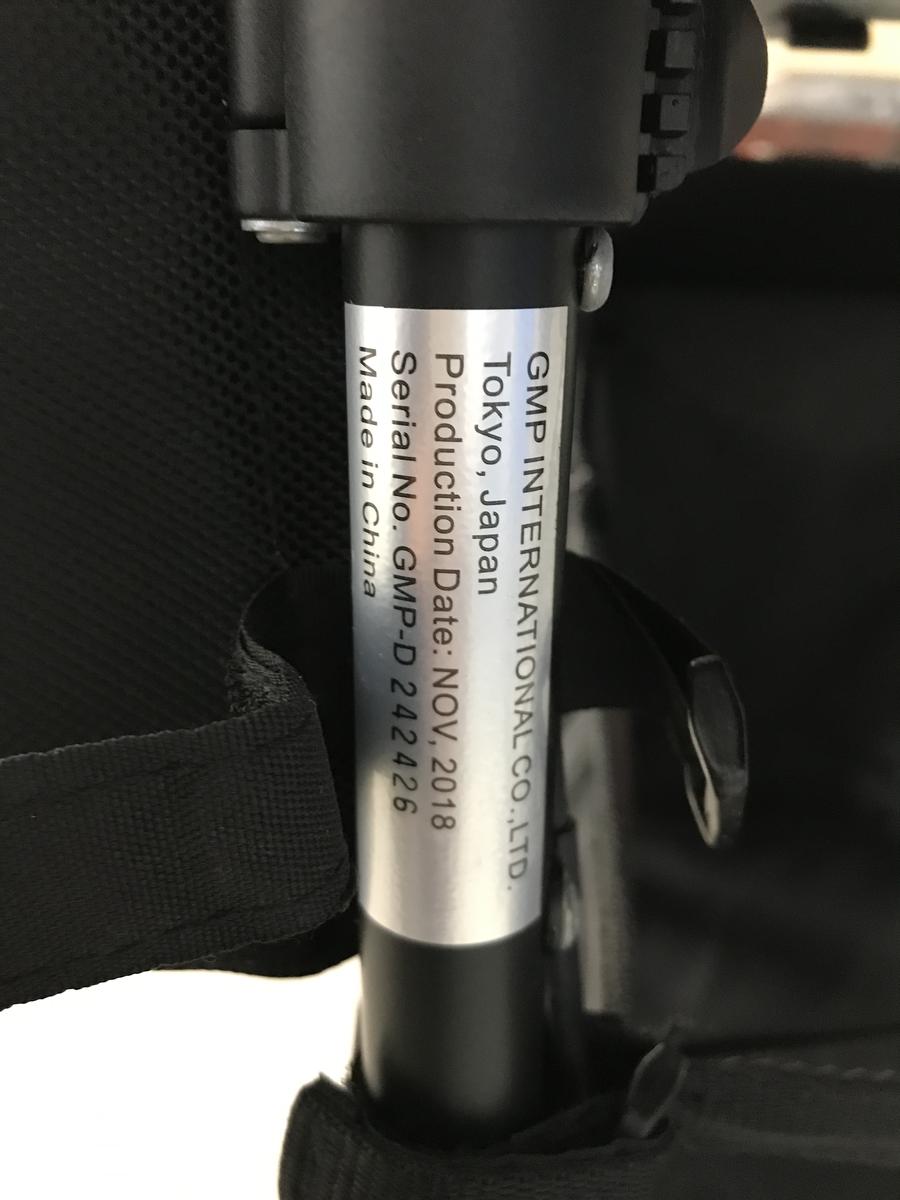 GMP INTERNATIONAL CO.,LTD.
Tokyo, Japan
Production Date: NOV, 2018
Serial No. GMP-D 242426
Made in China